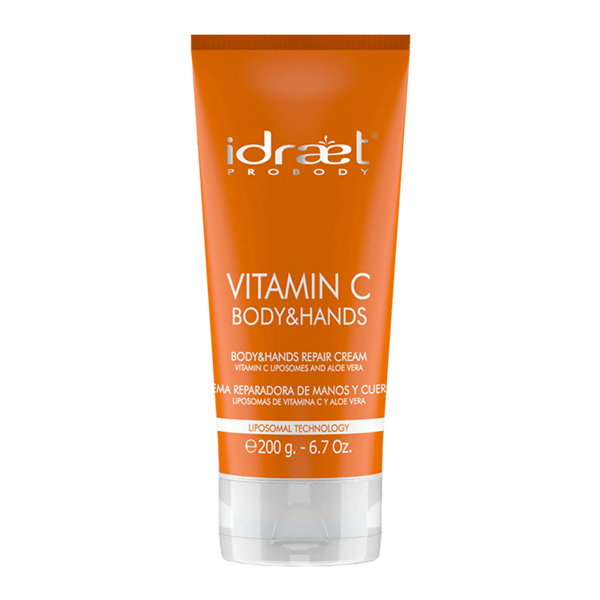 idraet®
PROBODY
VITAMIN C
BODY&HANDS
BODY&HANDS REPAIR CREAM
VITAMIN C LIPOSOMES AND ALOE VERA
EMA REPARADORA DE MANOS Y CUER
LIPOSOMAS DE VITAMINA C Y ALOE VERA
LIPOSOMAL TECHNOLOGY
℮200 g. - 6.7 Oz.